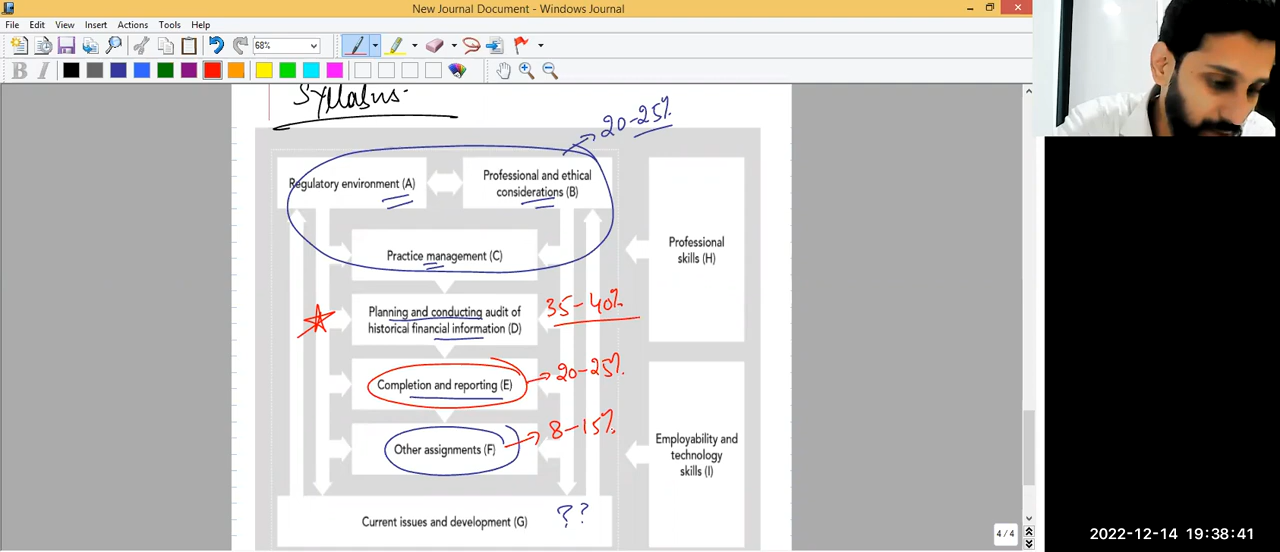 New Journal Document - Windows Journal
File Edit View Insert Actions Tools Help
68%
Syllabus.
20-25%
Regulatory environment (A)
Professional and ethical
considerations (B)
Practice management (C)
Professional
skills (H)
35-40%
Planning and conducting audit of
historical financial information (D)
20-25%
Completion and reporting (E)
8-15%
Other assignments (F)
Employability and
technology
skills (I)
Current issues and development (G) ??
4 / 4
2022-12-14 19:38:41